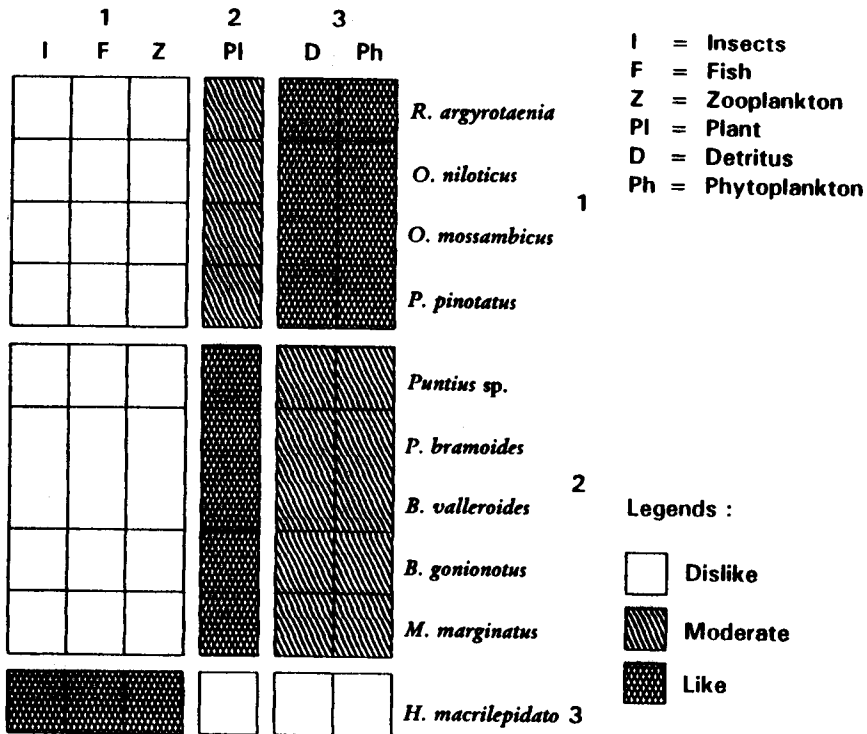 1 2 3
I F Z Pl D Ph
R. argyrotaenia
O. niloticus
1
O. mossambicus
P. pinotatus
Puntius sp.
P. bramoides
2
B. valleroides
B. gonionotus
M. marginatus
H. macrilepidato 3
I = Insects
F = Fish
Z = Zooplankton
Pl = Plant
D = Detritus
Ph = Phytoplankton
Legends :
Dislike
Moderate
Like